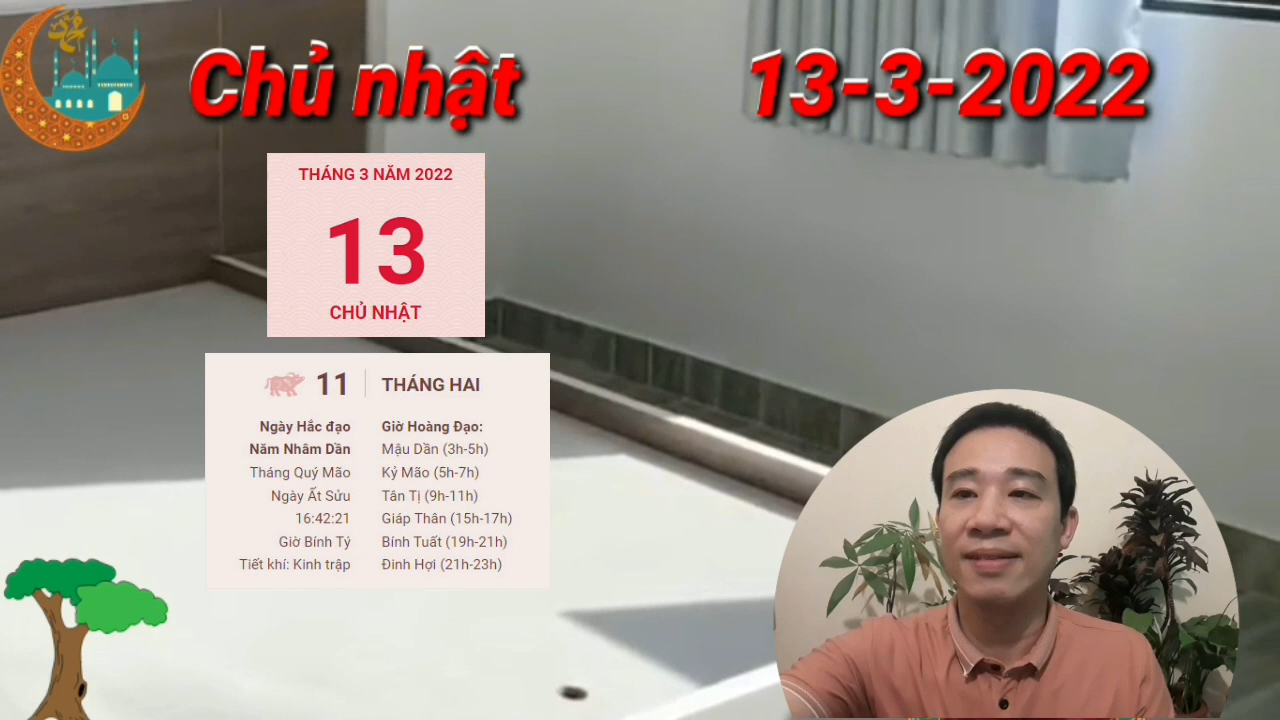 Chủ nhật
13-3-2022
THÁNG 3 NĂM 2022
13
CHỦ NHẬT
11
THÁNG HAI
Ngày Hắc đạo
Năm Nhâm Dần
Tháng Quý Mão
Ngày Ất Sửu
16:42:21
Giờ Bính Tý
Tiết khí: Kinh trập
Giờ Hoàng Đạo:
Mậu Dần (3h-5h)
Kỷ Mão (5h-7h)
Tân Tị (9h-11h)
Giáp Thân (15h-17h)
Bính Tuất (19h-21h)
Đinh Hợi (21h-23h)